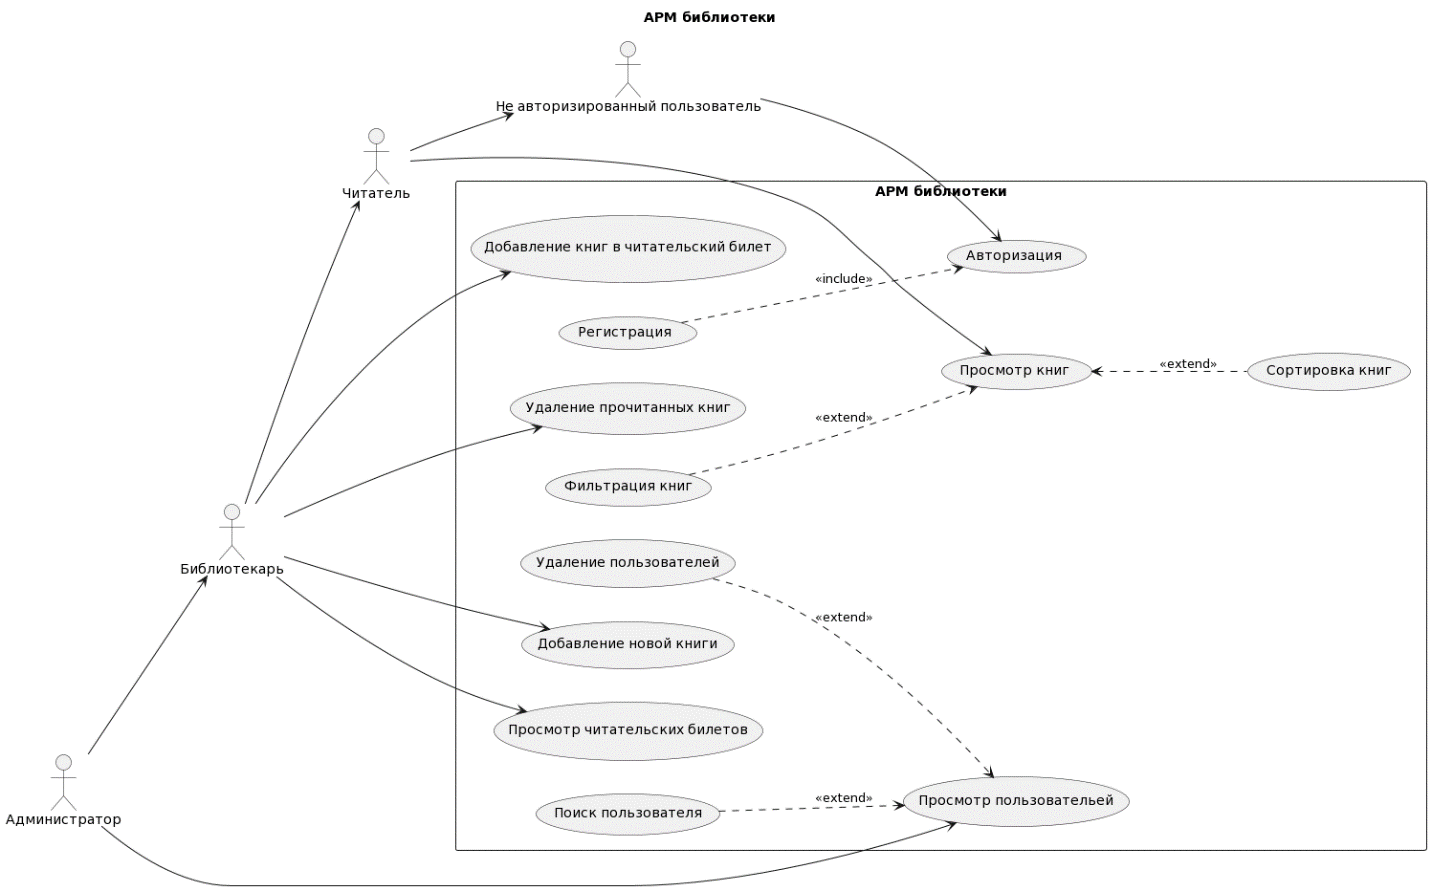 АРМ библиотеки
Не авторизированный пользователь
Читатель
АРМ библиотеки
Добавление книг в читательский билет
Авторизация
«include»
Регистрация
Просмотр книг
«extend»
Сортировка книг
Удаление прочитанных книг
«extend»
Фильтрация книг
Библиотекарь
Удаление пользователей
«extend»
Добавление новой книги
Просмотр читательских билетов
Администратор
Поиск пользователя
«extend»
Просмотр пользовательей